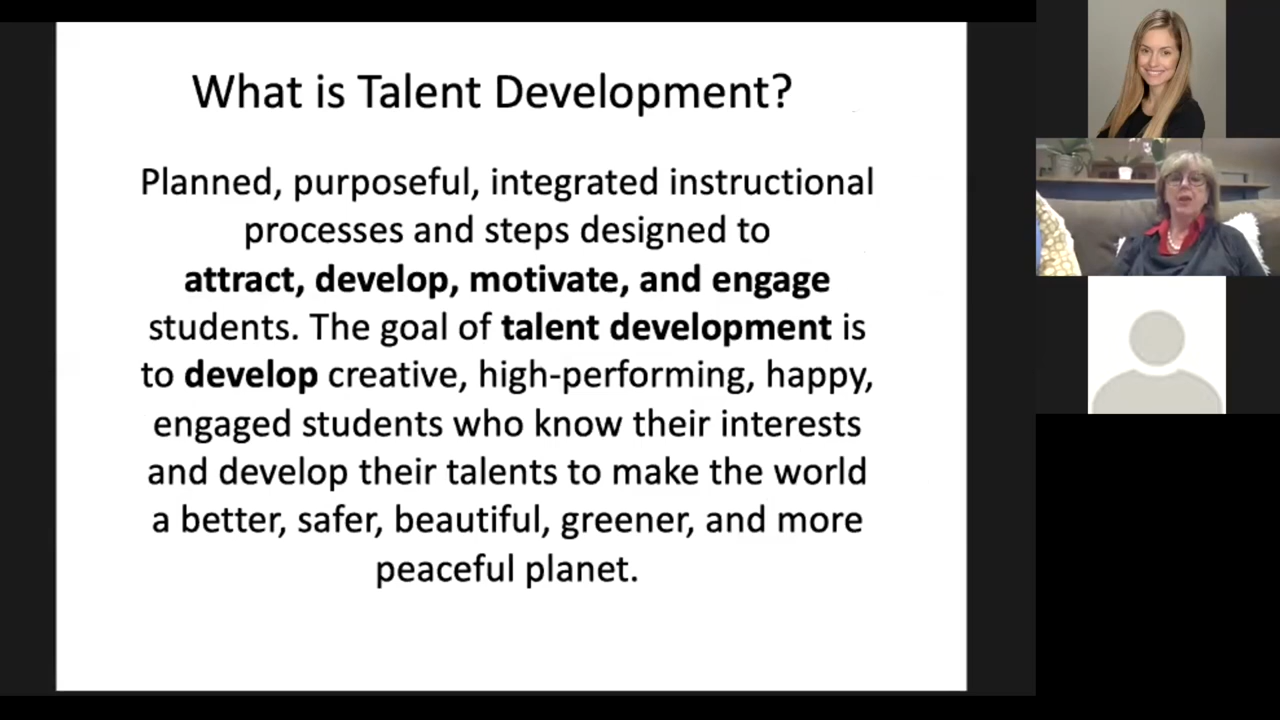 What is Talent Development?
Planned, purposeful, integrated instructional
processes and steps designed to
attract, develop, motivate, and engage
students. The goal of talent development is
to develop creative, high-performing, happy,
engaged students who know their interests
and develop their talents to make the world
a better, safer, beautiful, greener, and more
peaceful planet.